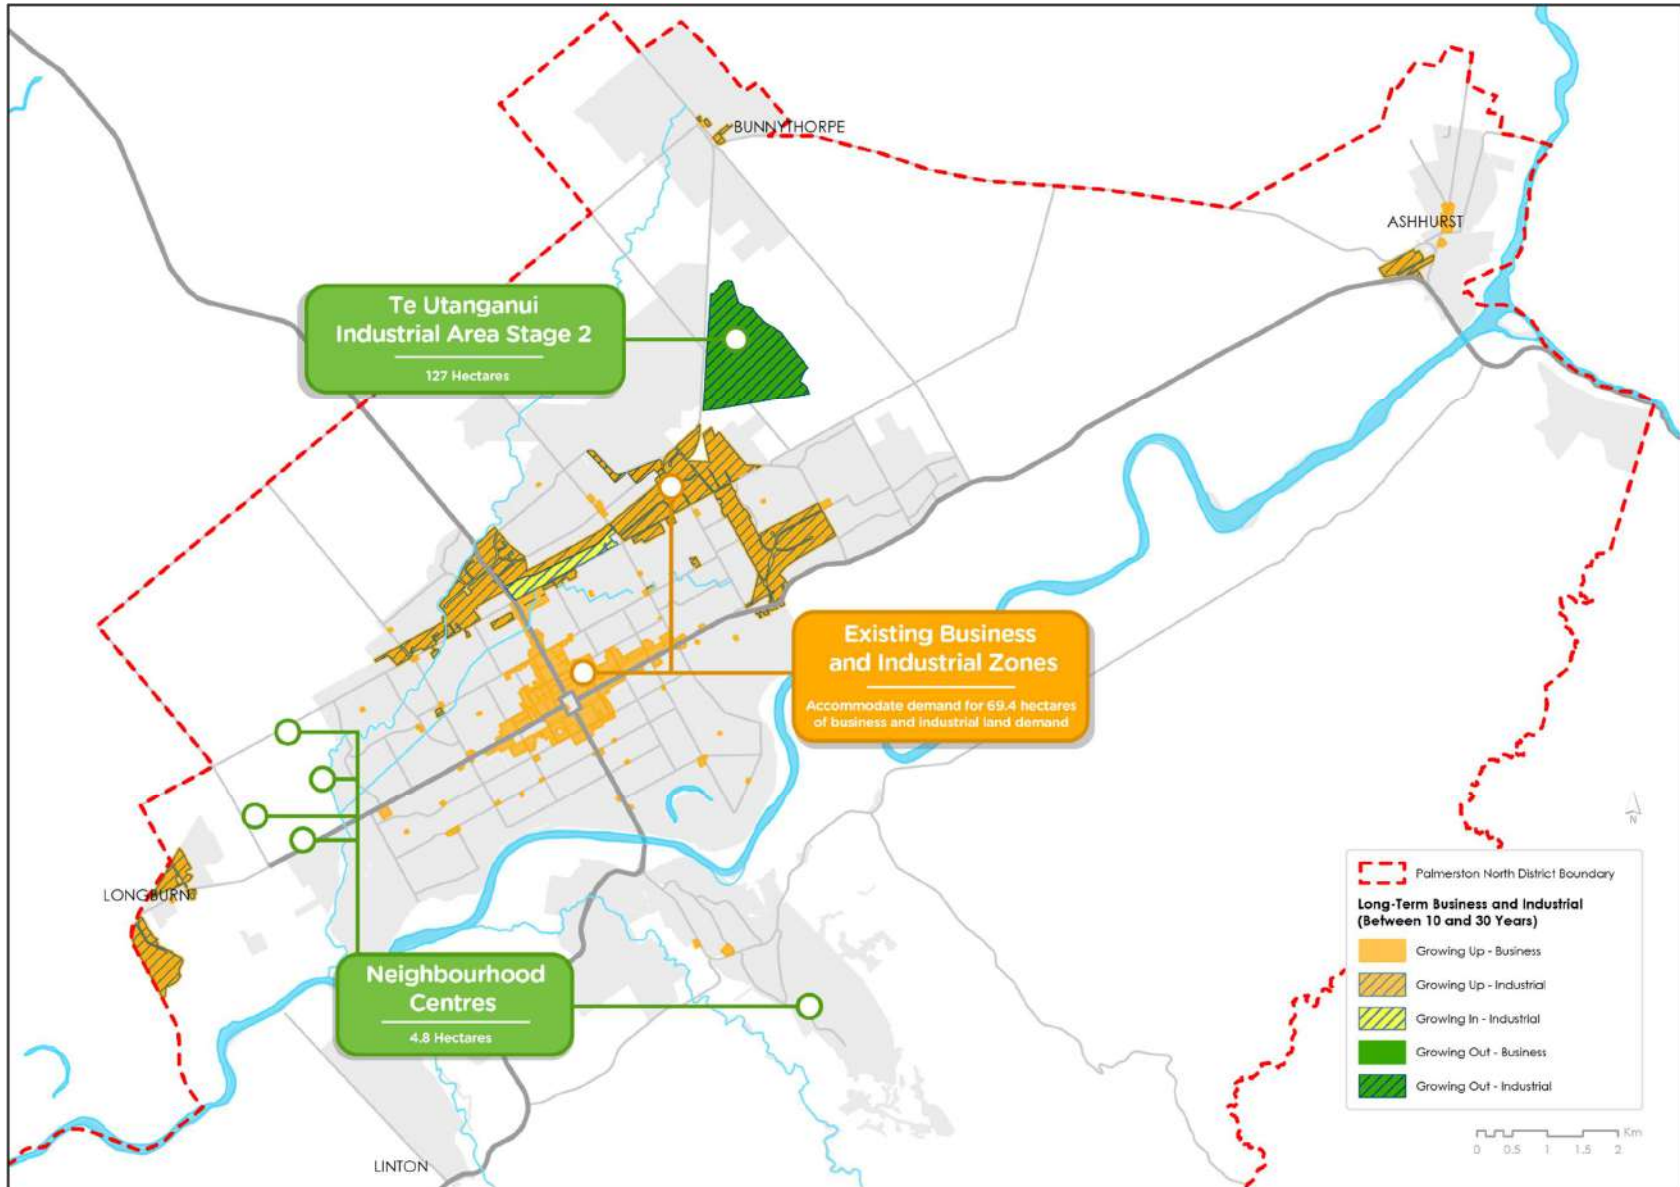 BUNNYTHORPE
ASHHURST
Te Utanganui
Industrial Area Stage 2
127 Hectares
Existing Business
and Industrial Zones
Accommodate demand for 69.4 hectares
of business and industrial land demand
LONGBURN
Neighbourhood
Centres
4.8 Hectares
LINTON
N
Palmerston North District Boundary
Long-Term Business and Industrial
(Between 10 and 30 Years)
Growing Up - Business
Growing Up - Industrial
Growing In - Industrial
Growing Out - Business
Growing Out - Industrial
Km
0 0.5 1 1.5 2